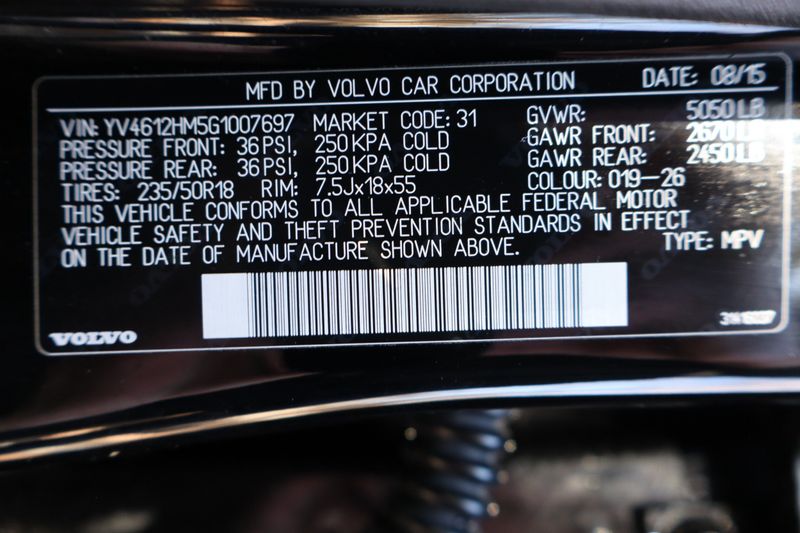 MFD BY VOLVO CAR CORPORATION DATE: 08/15
VIN: YV4612HM5G1007697 MARKET CODE: 31 GVWR: 5050 LB
PRESSURE FRONT: 36 PSI, 250 KPA COLD GAWR FRONT: 2670 LB
PRESSURE REAR: 36 PSI, 250 KPA COLD GAWR REAR: 2450 LB
TIRES: 235/50R18 RIM: 7.5Jx18x55 COLOUR: 019-26
THIS VEHICLE CONFORMS TO ALL APPLICABLE FEDERAL MOTOR
VEHICLE SAFETY AND THEFT PREVENTION STANDARDS IN EFFECT
ON THE DATE OF MANUFACTURE SHOWN ABOVE. TYPE: MPV
VOLVO